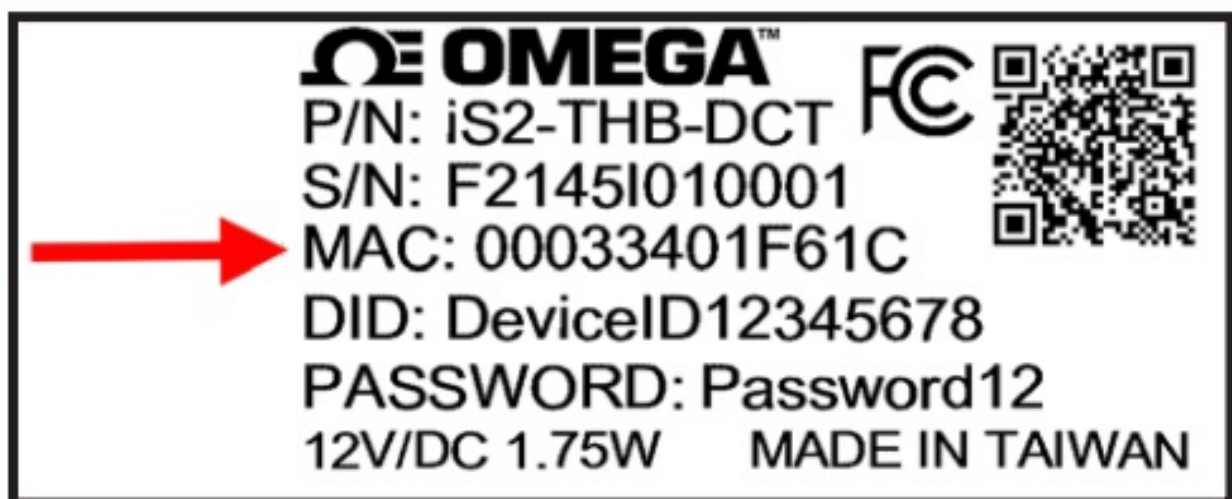 OMEGA™
FC
P/N: iS2-THB-DCT
S/N: F2145I010001
MAC: 00033401F61C
DID: DeviceID12345678
PASSWORD: Password12
12V/DC 1.75W MADE IN TAIWAN